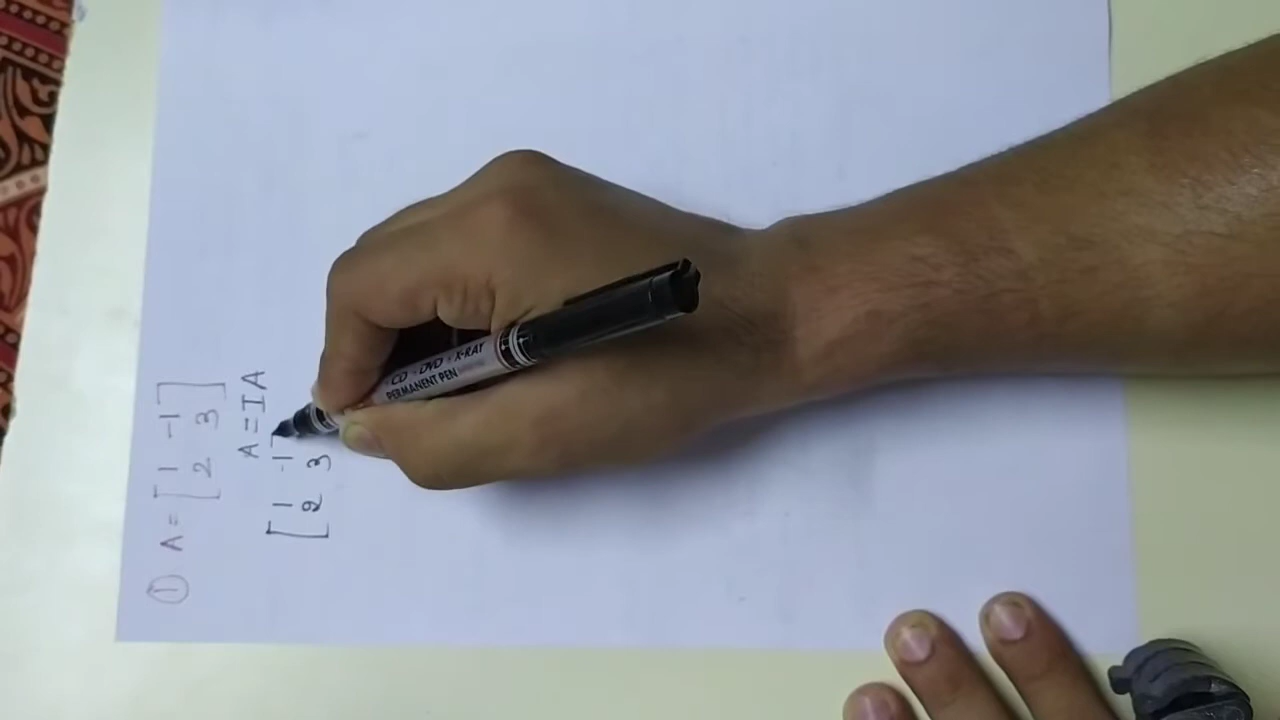 ① A = [ 1 -1
2 3 ]
A = IA
[ 1 -1
2 3
CD - DVD - X-RAY
PERMANENT PEN